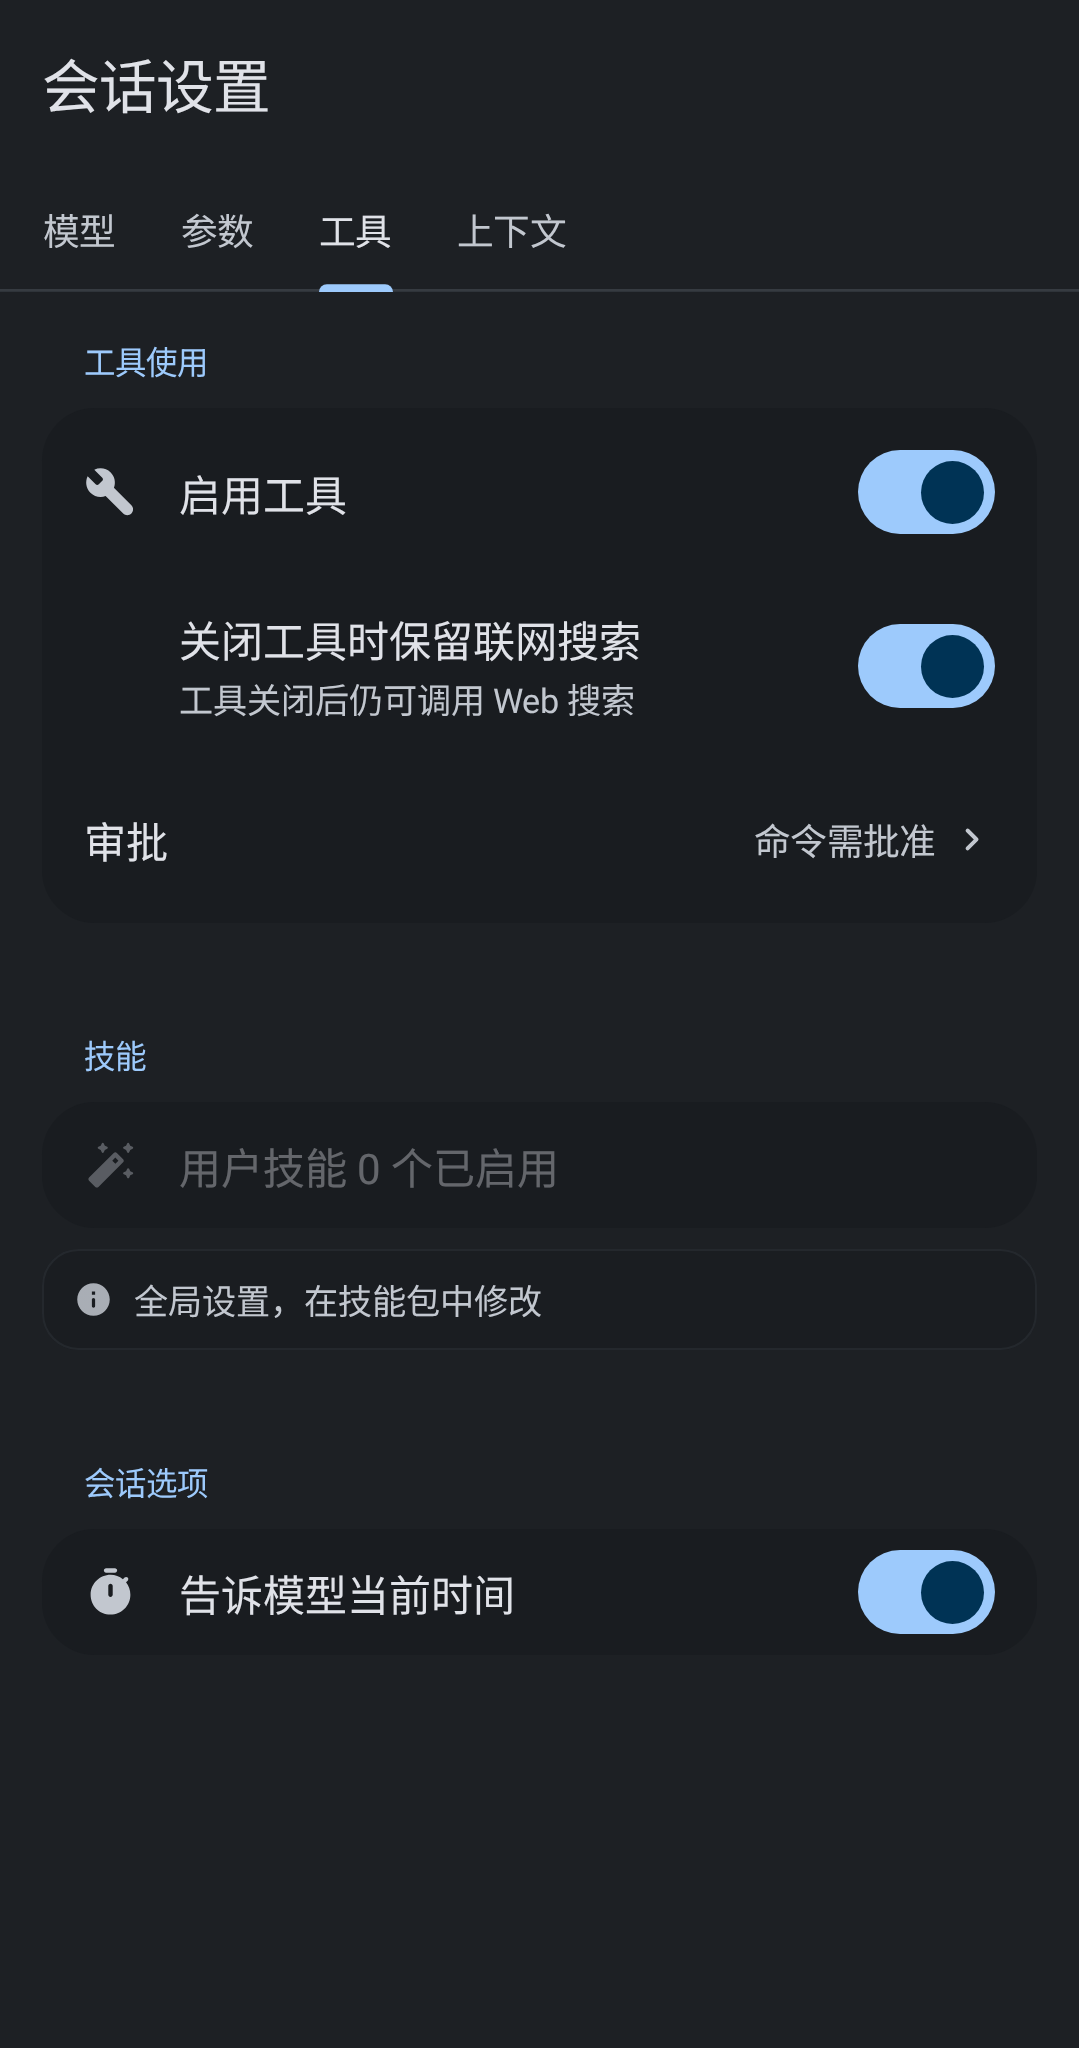 会话设置
模型 参数 工具 上下文
工具使用
启用工具
关闭工具时保留联网搜索
工具关闭后仍可调用 Web 搜索
审批 命令需批准
技能
用户技能 0 个已启用
全局设置，在技能包中修改
会话选项
告诉模型当前时间